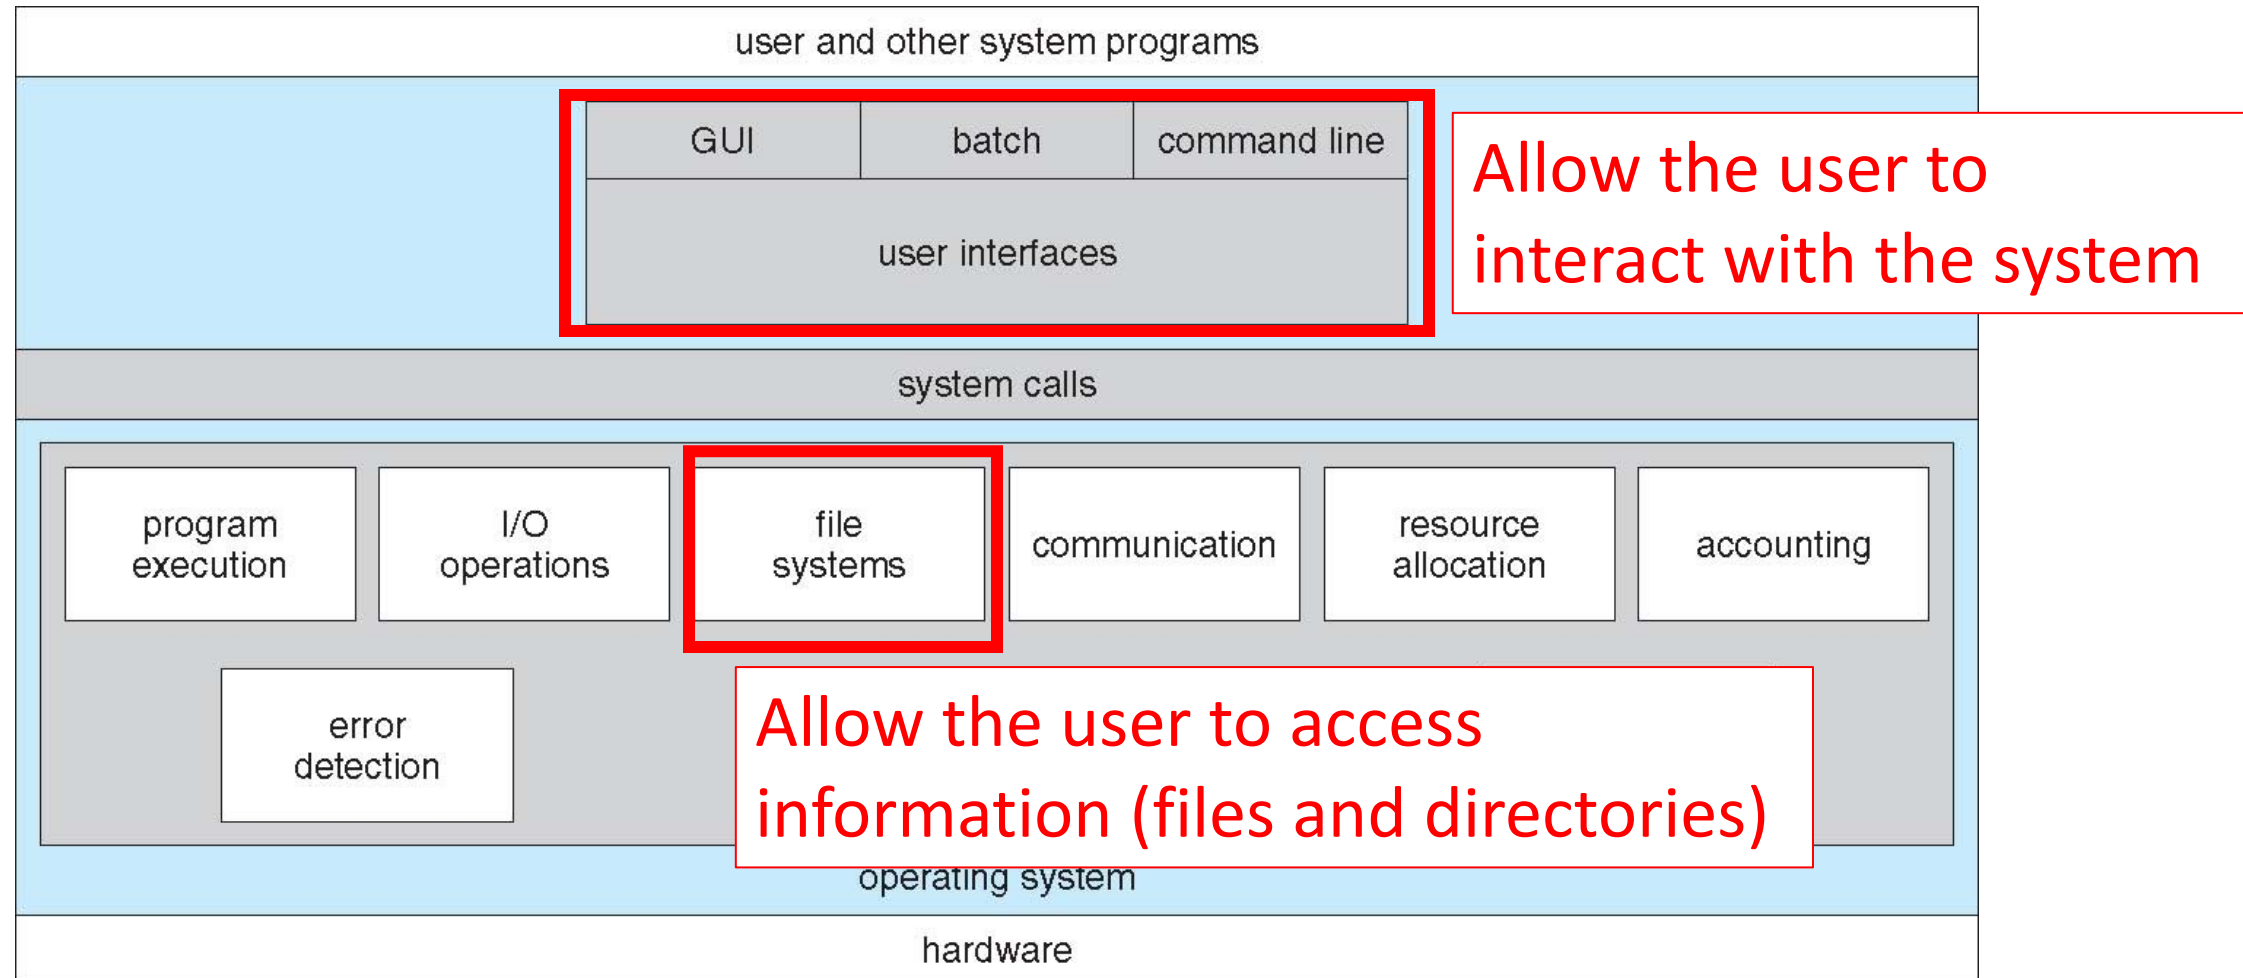 user and other system programs
GUI
batch
command line
user interfaces
Allow the user to
interact with the system
system calls
program
execution
I/O
operations
file
systems
communication
resource
allocation
accounting
error
detection
Allow the user to access
information (files and directories)
operating system
hardware